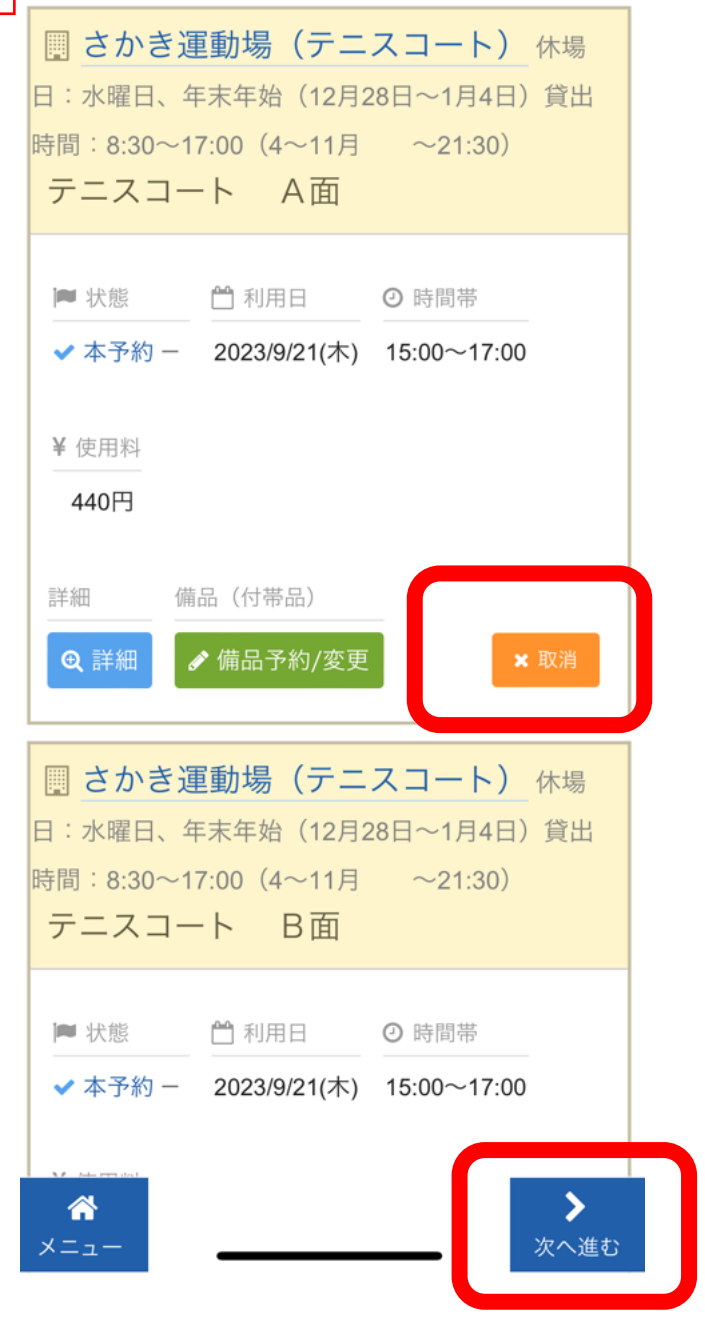 さかき運動場（テニスコート） 休場
日：水曜日、年末年始（12月28日～1月4日）貸出
時間：8:30～17:00（4～11月　　～21:30）
テニスコート　A面
状態 利用日 時間帯
本予約 － 2023/9/21(木) 15:00～17:00
¥ 使用料
440円
詳細 備品（付帯品）
詳細 備品予約/変更 取消
さかき運動場（テニスコート） 休場
日：水曜日、年末年始（12月28日～1月4日）貸出
時間：8:30～17:00（4～11月　　～21:30）
テニスコート　B面
状態 利用日 時間帯
本予約 － 2023/9/21(木) 15:00～17:00
メニュー 次へ進む